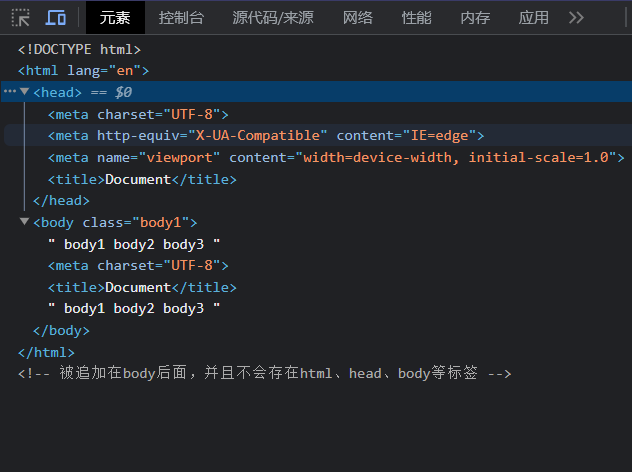 元素 控制台 源代码/来源 网络 性能 内存 应用
<!DOCTYPE html>
<html lang="en">
<head> == $0
<meta charset="UTF-8">
<meta http-equiv="X-UA-Compatible" content="IE=edge">
<meta name="viewport" content="width=device-width, initial-scale=1.0">
<title>Document</title>
</head>
<body class="body1">
" body1 body2 body3 "
<meta charset="UTF-8">
<title>Document</title>
" body1 body2 body3 "
</body>
</html>
<!-- 被追加在body后面，并且不会存在html、head、body等标签 -->